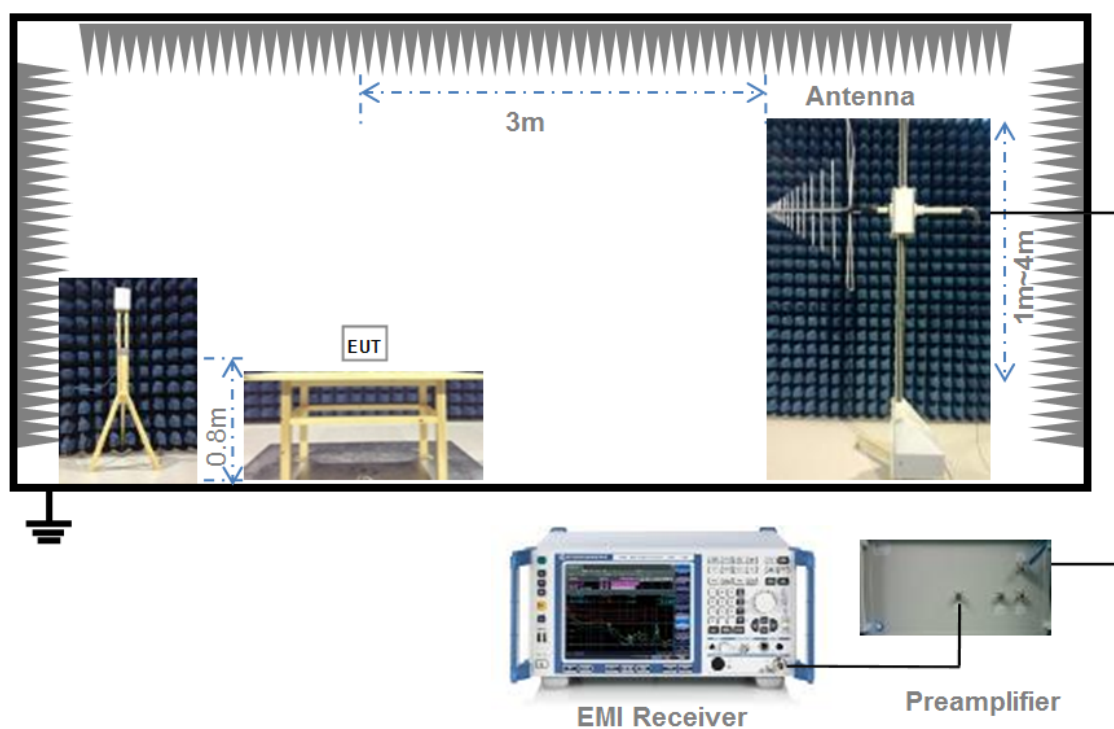 Antenna
3m
1m~4m
EUT
0.8m
EMI Receiver
Preamplifier